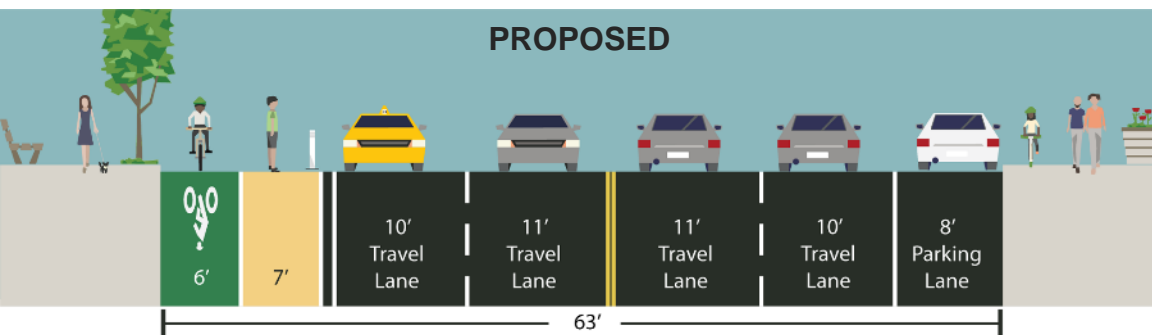 PROPOSED
6’
7’
10’
Travel
Lane
11’
Travel
Lane
11’
Travel
Lane
10’
Travel
Lane
8’
Parking
Lane
63’